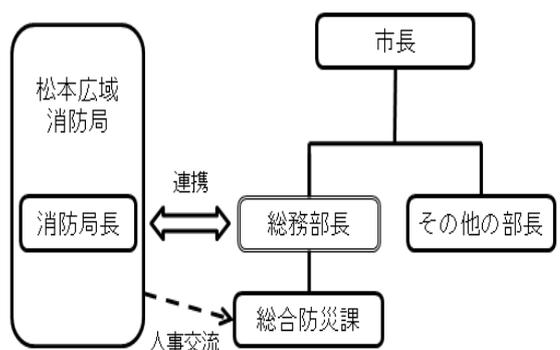 市長
松本広域
消防局
消防局長
連携
総務部長
その他の部長
総合防災課
人事交流